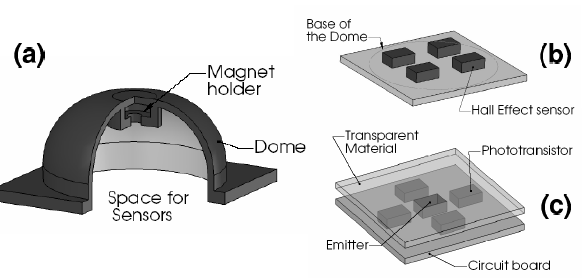 (a)
Magnet
holder
Dome
Space for
Sensors
Base of
the Dome
(b)
Hall Effect sensor
Transparent
Material
Phototransistor
(c)
Emitter
Circuit board